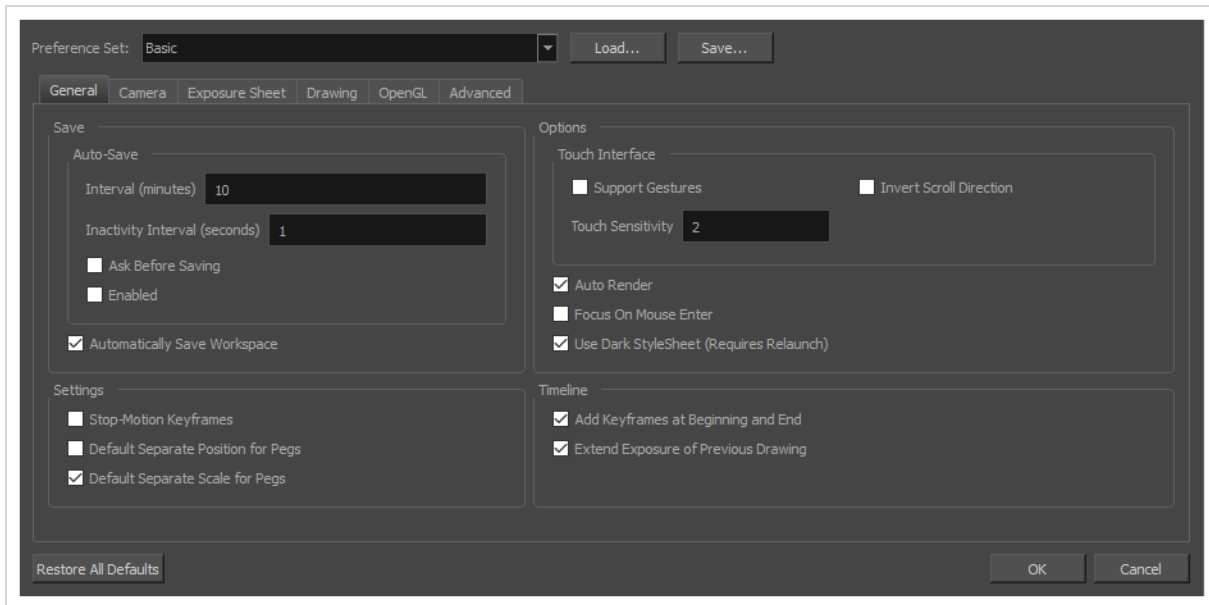 Preference Set: Basic Load... Save...
General Camera Exposure Sheet Drawing OpenGL Advanced
Save
Auto-Save
Interval (minutes) 10
Inactivity Interval (seconds) 1
Ask Before Saving
Enabled
Automatically Save Workspace
Options
Touch Interface
Support Gestures Invert Scroll Direction
Touch Sensitivity 2
Auto Render
Focus On Mouse Enter
Use Dark StyleSheet (Requires Relaunch)
Settings
Stop-Motion Keyframes
Default Separate Position for Pegs
Default Separate Scale for Pegs
Timeline
Add Keyframes at Beginning and End
Extend Exposure of Previous Drawing
Restore All Defaults OK Cancel